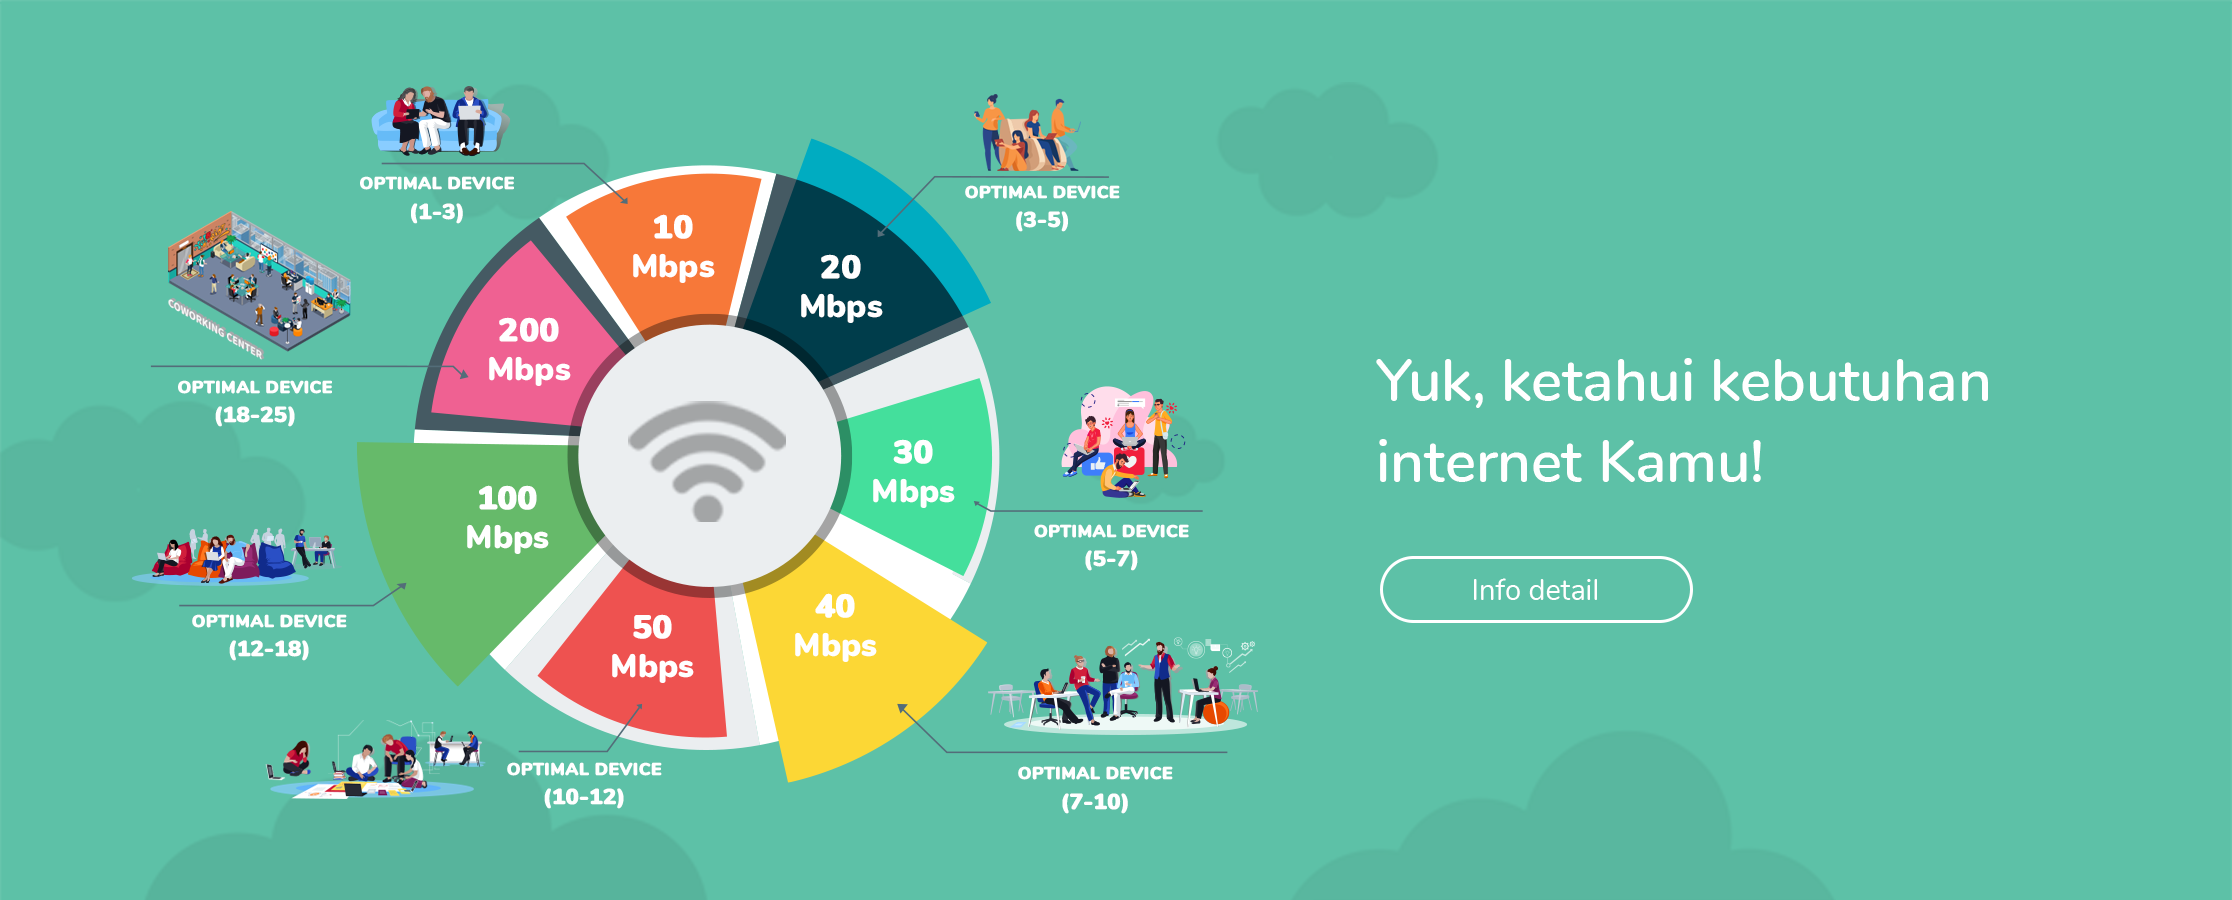 OPTIMAL DEVICE
(1-3)
10
Mbps
OPTIMAL DEVICE
(3-5)
20
Mbps
OPTIMAL DEVICE
(5-7)
30
Mbps
OPTIMAL DEVICE
(7-10)
40
Mbps
OPTIMAL DEVICE
(10-12)
50
Mbps
OPTIMAL DEVICE
(12-18)
100
Mbps
COWORKING CENTER
OPTIMAL DEVICE
(18-25)
200
Mbps
Yuk, ketahui kebutuhan
internet Kamu!
Info detail